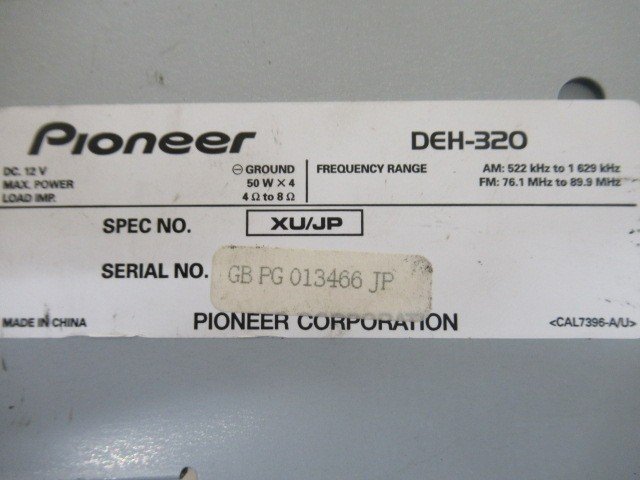 Pioneer DEH-320
DC. 12 V ⊖ GROUND FREQUENCY RANGE AM: 522 kHz to 1 629 kHz
MAX. POWER 50 W × 4 FM: 76.1 MHz to 89.9 MHz
LOAD IMP. 4 Ω to 8 Ω
SPEC NO. XU/JP
SERIAL NO. GB PG 013466 JP
MADE IN CHINA PIONEER CORPORATION <CAL7396-A/U>